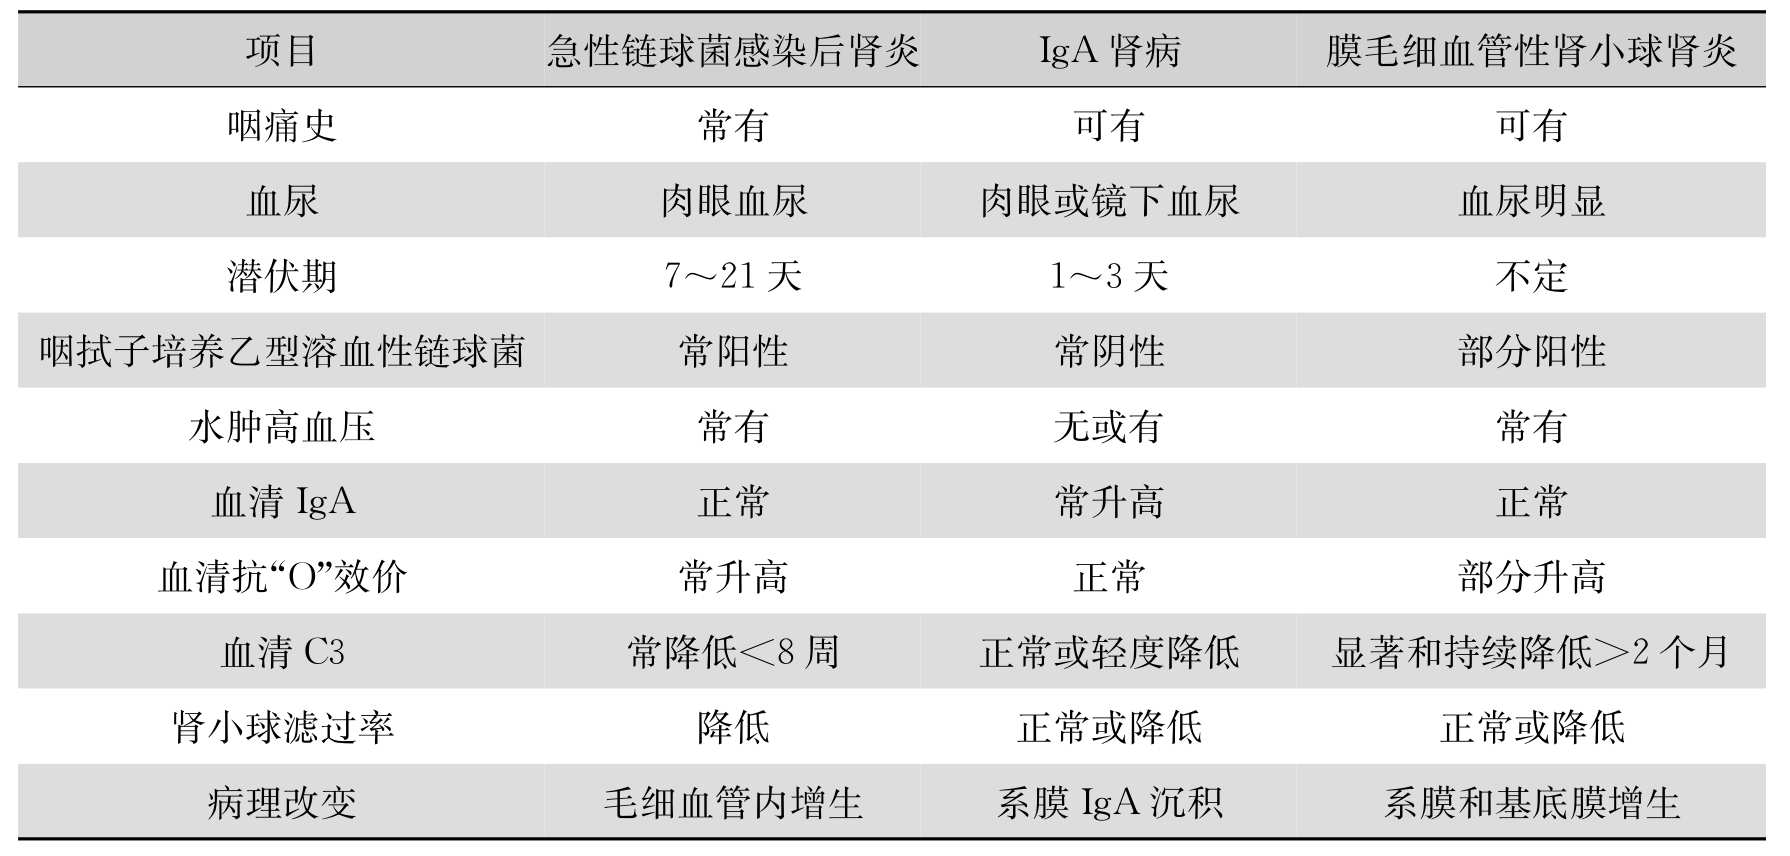 项目 急性链球菌感染后肾炎 IgA 肾病 膜毛细血管性肾小球肾炎
咽痛史 常有 可有 可有
血尿 肉眼血尿 肉眼或镜下血尿 血尿明显
潜伏期 7～21 天 1～3 天 不定
咽拭子培养乙型溶血性链球菌 常阳性 常阴性 部分阳性
水肿高血压 常有 无或有 常有
血清 IgA 正常 常升高 正常
血清抗“O”效价 常升高 正常 部分升高
血清 C3 常降低＜8 周 正常或轻度降低 显著和持续降低＞2 个月
肾小球滤过率 降低 正常或降低 正常或降低
病理改变 毛细血管内增生 系膜 IgA 沉积 系膜和基底膜增生